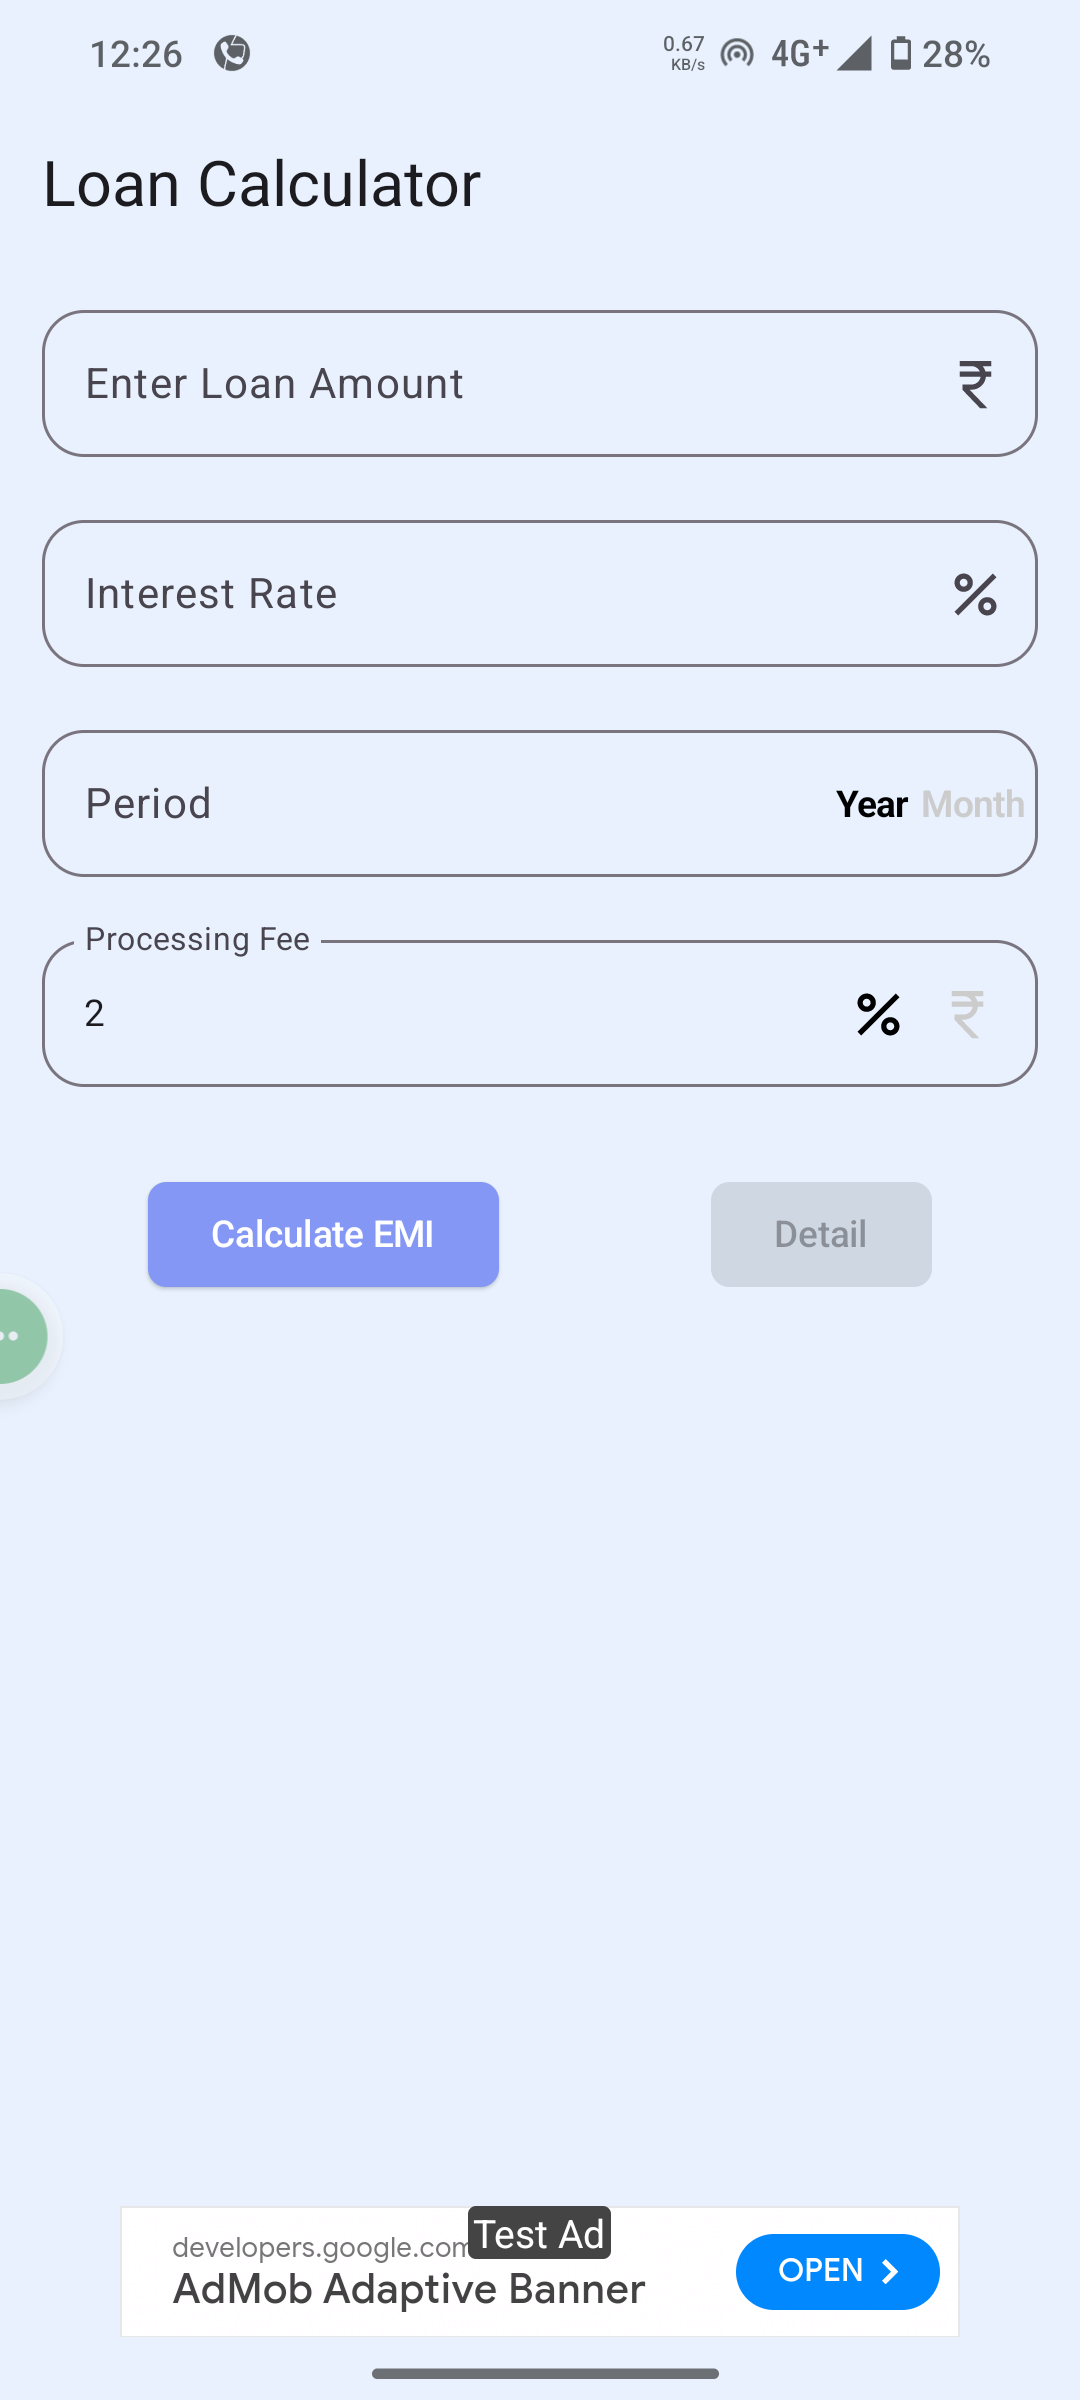 12:26
0.67
KB/s
4G+
28%
Loan Calculator
Enter Loan Amount
₹
Interest Rate
%
Period
Year Month
Processing Fee
2
% ₹
Calculate EMI
Detail
Test Ad
developers.google.com
AdMob Adaptive Banner
OPEN